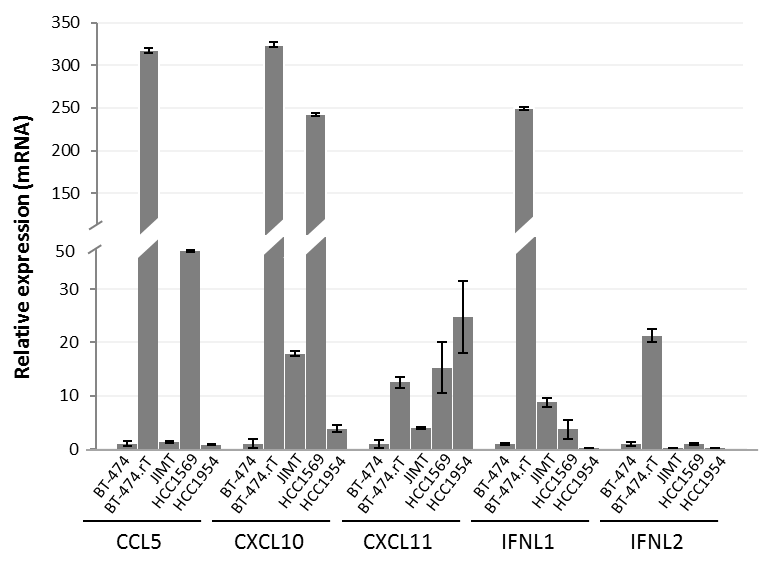 350
300
250
200
150
50
30
20
10
0
Relative expression (mRNA)
BT-474
BT-474.rT
JIMT
HCC1569
HCC1954
BT-474
BT-474.rT
JIMT
HCC1569
HCC1954
BT-474
BT-474.rT
JIMT
HCC1569
HCC1954
BT-474
BT-474.rT
JIMT
HCC1569
HCC1954
BT-474
BT-474.rT
JIMT
HCC1569
HCC1954
CCL5
CXCL10
CXCL11
IFNL1
IFNL2